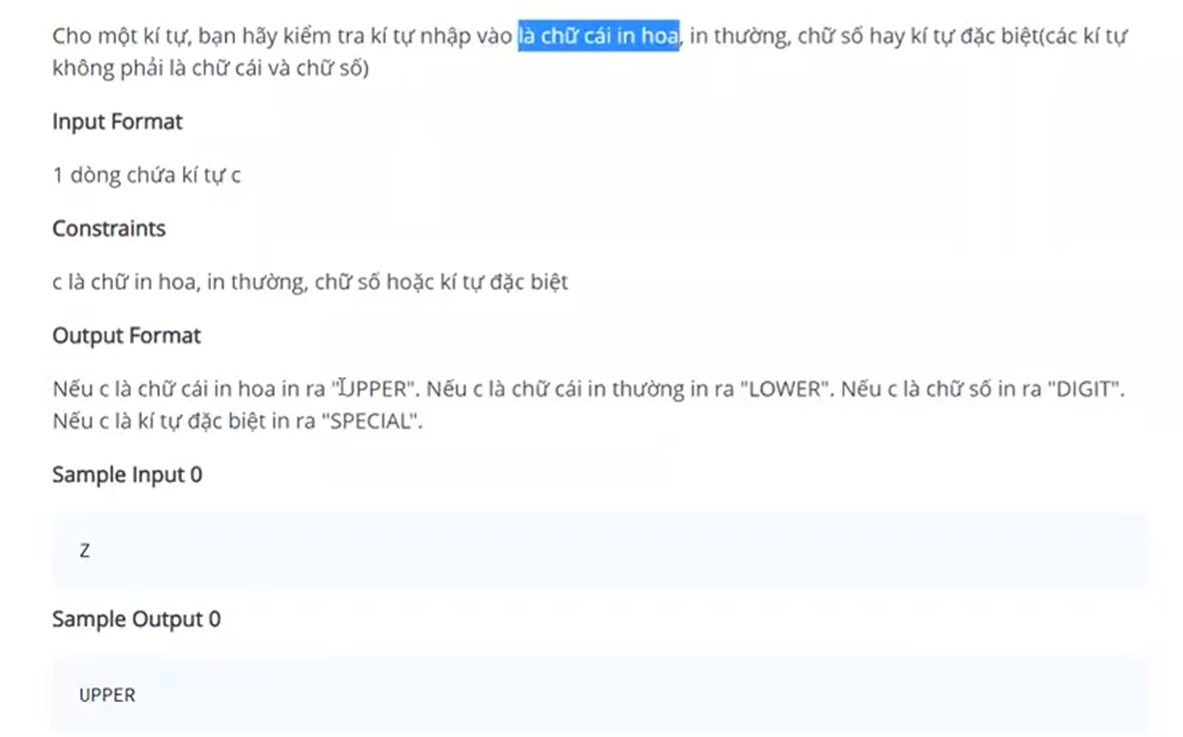 Cho một kí tự, bạn hãy kiểm tra kí tự nhập vào là chữ cái in hoa, in thường, chữ số hay kí tự đặc biệt(các kí tự
không phải là chữ cái và chữ số)
Input Format
1 dòng chứa kí tự c
Constraints
c là chữ in hoa, in thường, chữ số hoặc kí tự đặc biệt
Output Format
Nếu c là chữ cái in hoa in ra "UPPER". Nếu c là chữ cái in thường in ra "LOWER". Nếu c là chữ số in ra "DIGIT".
Nếu c là kí tự đặc biệt in ra "SPECIAL".
Sample Input 0
Z
Sample Output 0
UPPER